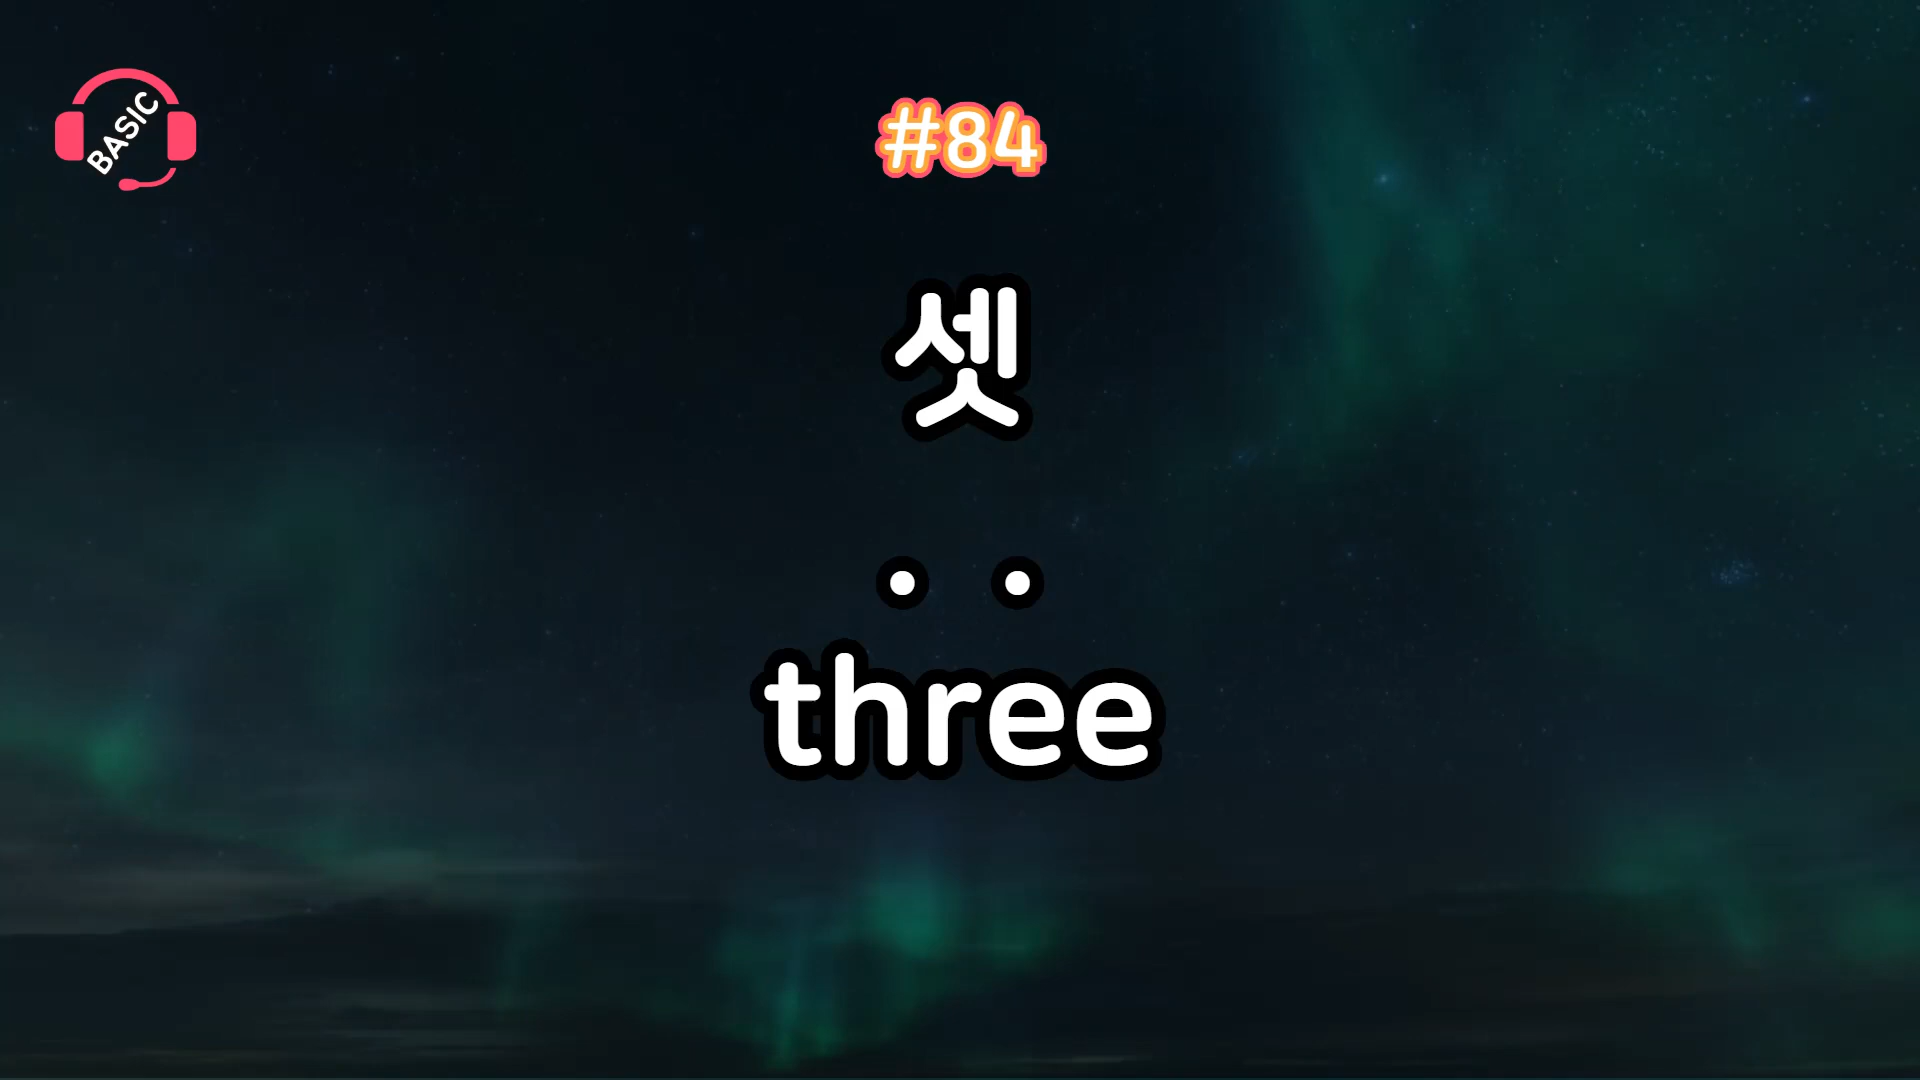 BASIC
#84
셋
. .
three